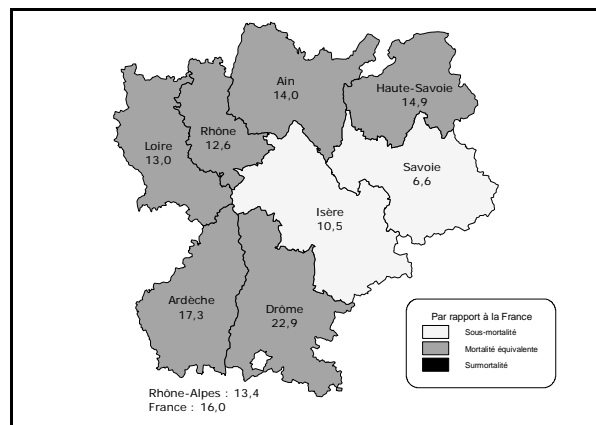 Ain
14,0
Haute-Savoie
14,9
Loire
13,0
Rhône
12,6
Savoie
6,6
Isère
10,5
Ardèche
17,3
Drôme
22,9
Par rapport à la France
Sous-mortalité
Mortalité équivalente
Surmortalité
Rhône-Alpes : 13,4
France : 16,0